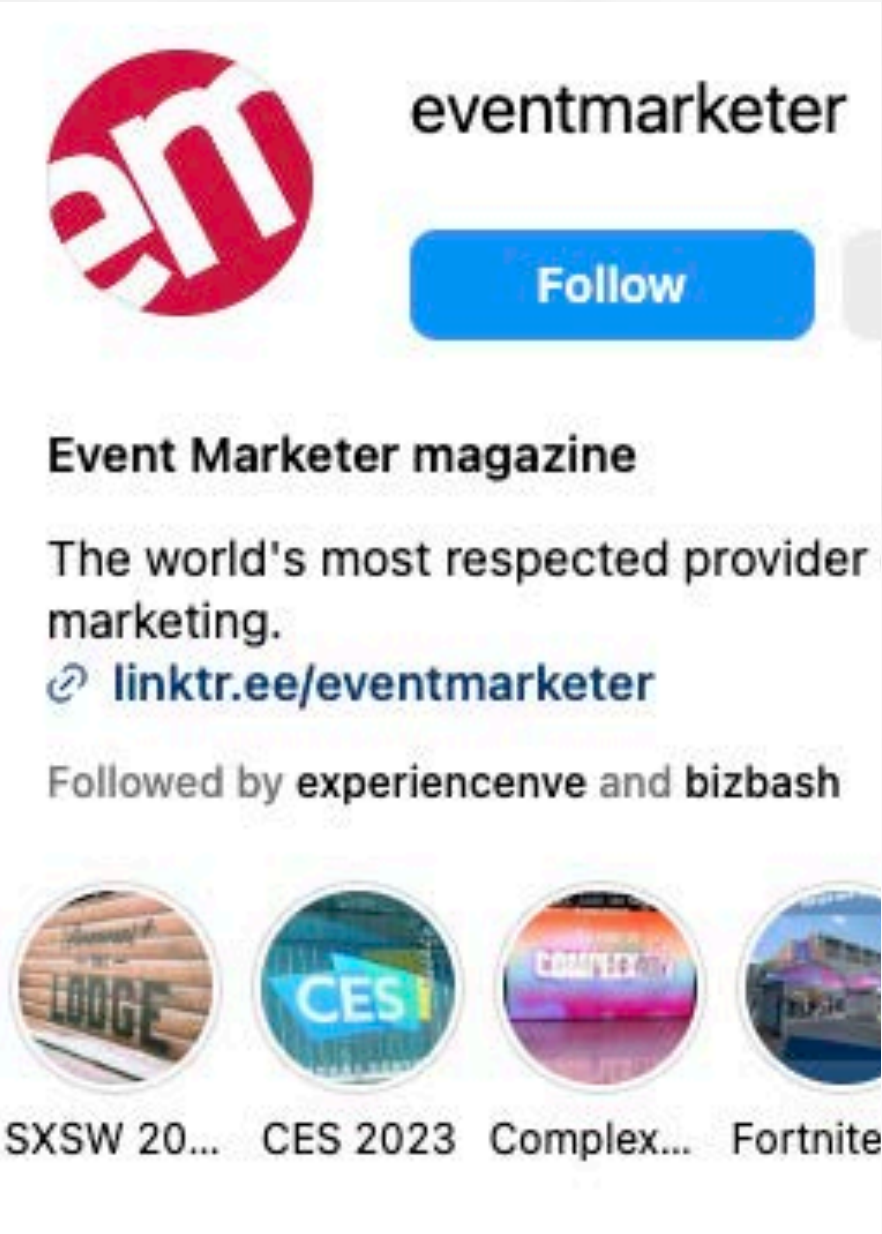 em
eventmarketer
Follow
Event Marketer magazine
The world's most respected provider
marketing.
linktr.ee/eventmarketer
Followed by experiencenve and bizbash
LODGE
CES
SXSW 20...
CES 2023
Complex...
Fortnite